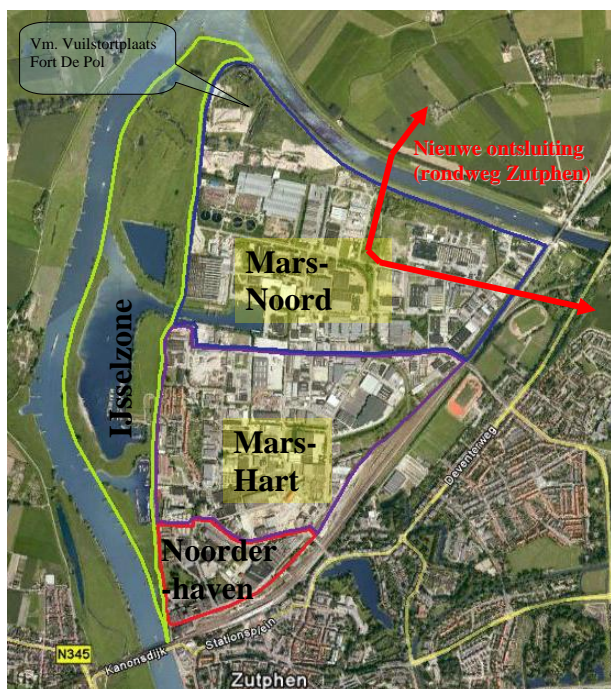 Vm. Vuilstortplaats
Fort De Pol
Nieuwe ontsluiting
(rondweg Zutphen)
Mars-
Noord
IJsselzone
Mars-
Hart
Deventerweg
Noorder
-haven
N345
Kanonsdijk
Stationsplein
Zutphen